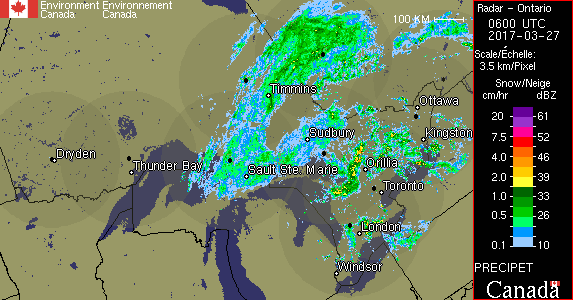 Environment Environnement
Canada Canada
100 KM
Timmins
Ottawa
Sudbury
Kingston
Dryden
Thunder Bay
Sault Ste. Marie
Orillia
Toronto
London
Windsor
Radar - Ontario
0600 UTC
2017-03-27
Scale/Échelle:
3.5 km/Pixel
Snow/Neige
cm/hr dBZ
20 61
7.5 57
5.5 52
4.0 46
2.0 39
1.0 33
0.5 26
0.1 10
PRECIPET
Canada